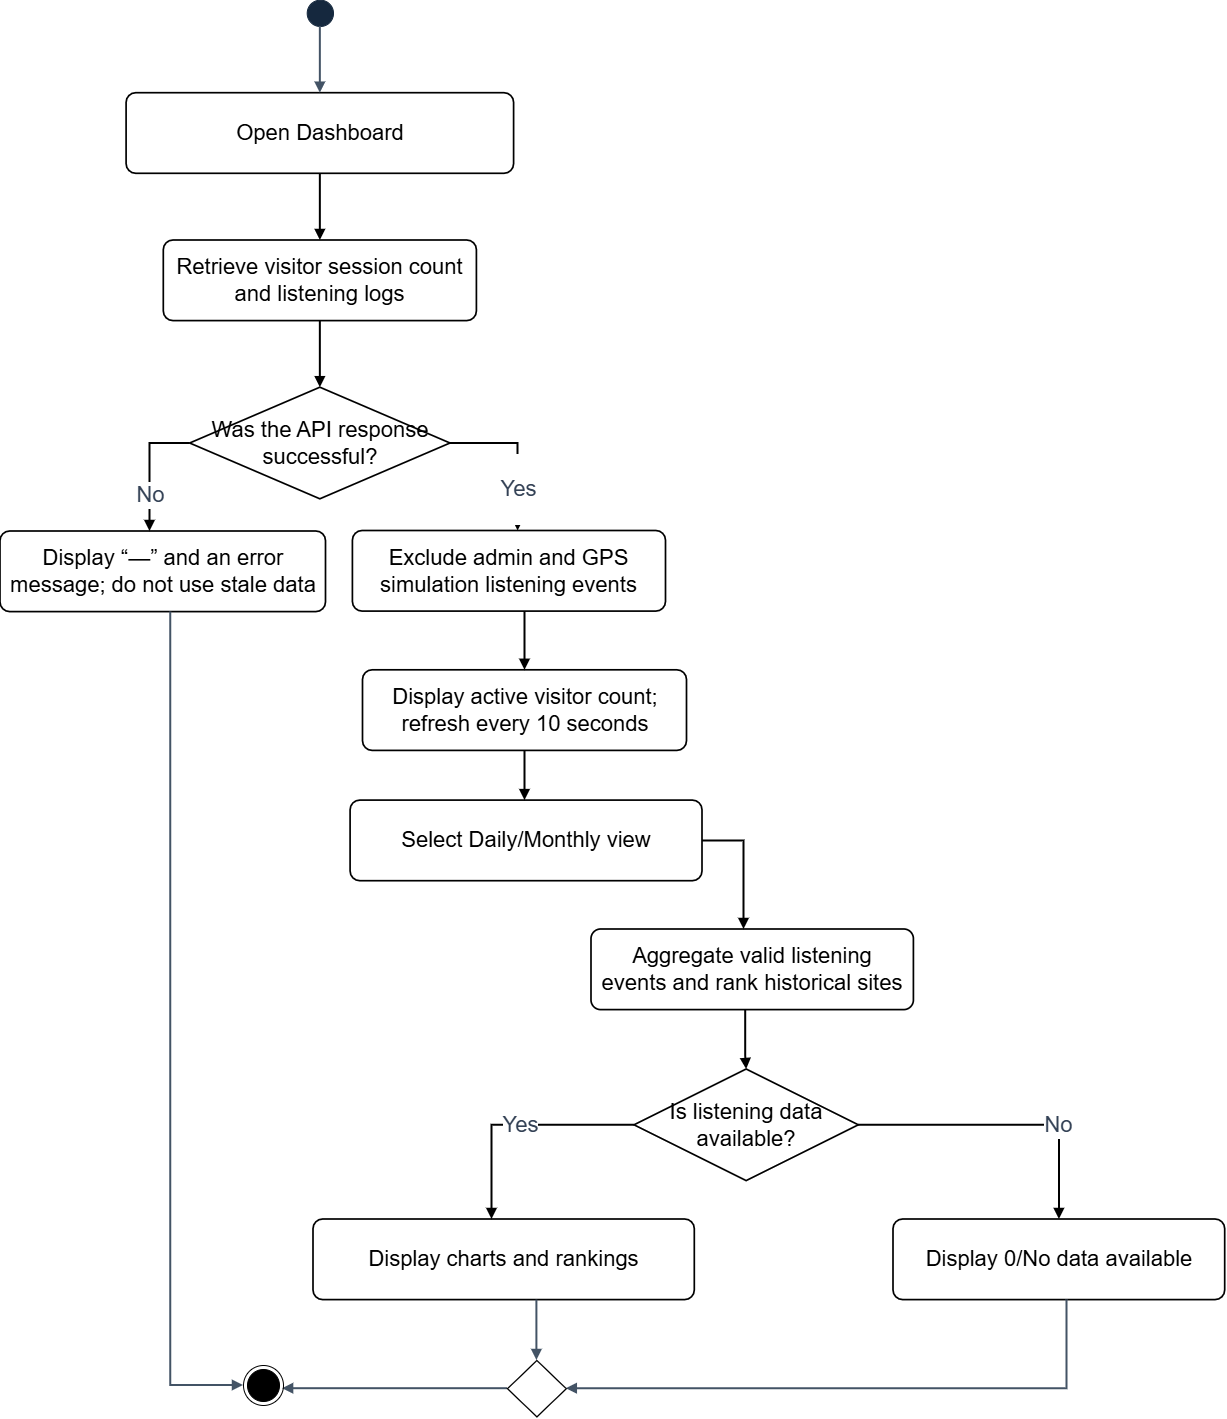 Open Dashboard
Retrieve visitor session count
and listening logs
Was the API response
successful?
No
Yes
Display “—” and an error
message; do not use stale data
Exclude admin and GPS
simulation listening events
Display active visitor count;
refresh every 10 seconds
Select Daily/Monthly view
Aggregate valid listening
events and rank historical sites
Is listening data
available?
Yes
No
Display charts and rankings
Display 0/No data available